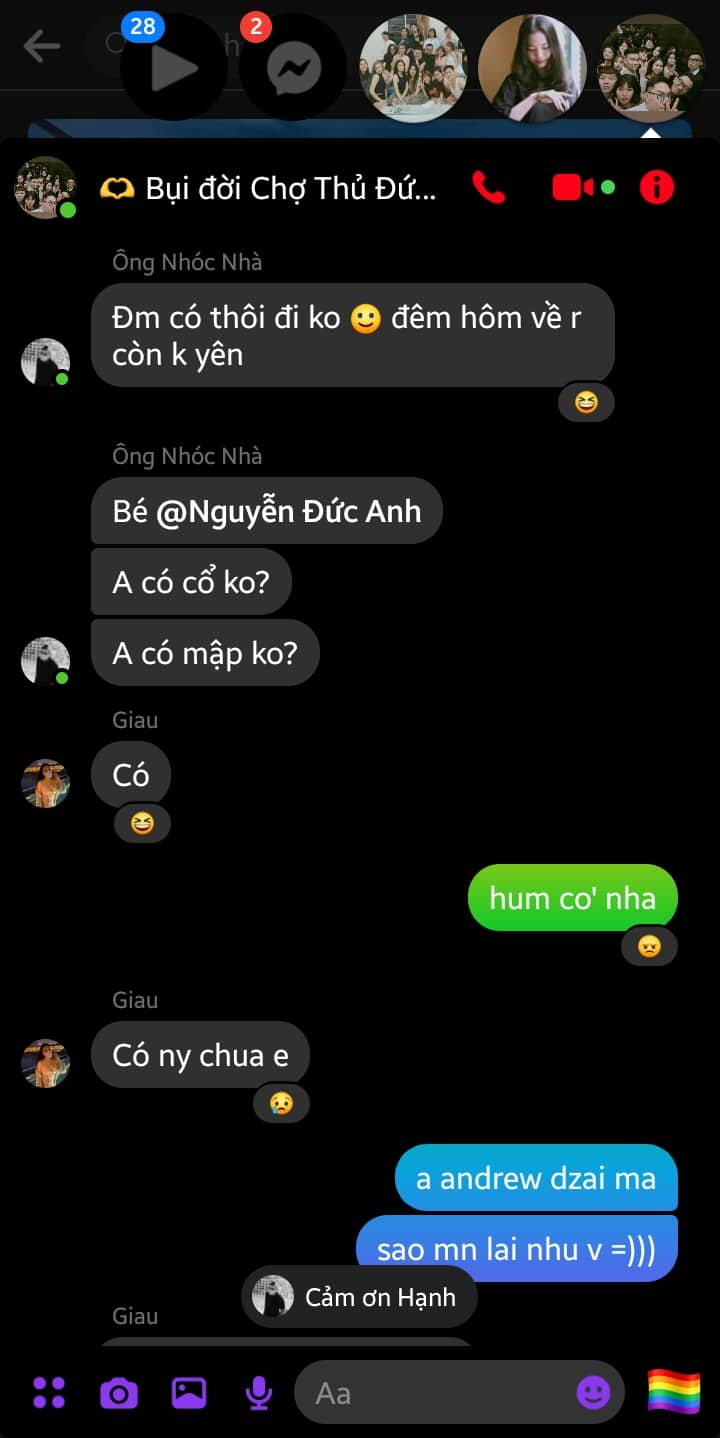 28
2
🫶 Bụi đời Chợ Thủ Đứ...
Ông Nhóc Nhà
Đm có thôi đi ko 🙂 đêm hôm về r
còn k yên
Ông Nhóc Nhà
Bé @Nguyễn Đức Anh
A có cổ ko?
A có mập ko?
Giau
Có
hum co' nha
Giau
Có ny chua e
a andrew dzai ma
sao mn lai nhu v =)))
Cảm ơn Hạnh
Giau
Aa